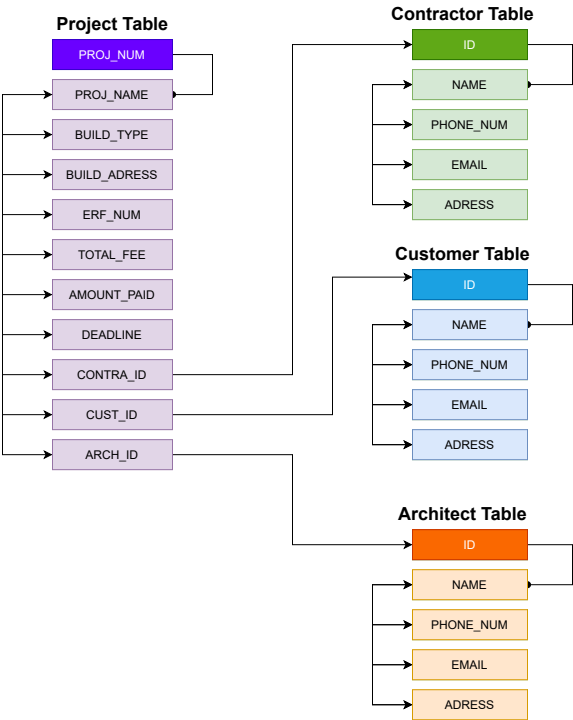 Project Table
PROJ_NUM
PROJ_NAME
BUILD_TYPE
BUILD_ADRESS
ERF_NUM
TOTAL_FEE
AMOUNT_PAID
DEADLINE
CONTRA_ID
CUST_ID
ARCH_ID
Contractor Table
ID
NAME
PHONE_NUM
EMAIL
ADRESS
Customer Table
ID
NAME
PHONE_NUM
EMAIL
ADRESS
Architect Table
ID
NAME
PHONE_NUM
EMAIL
ADRESS